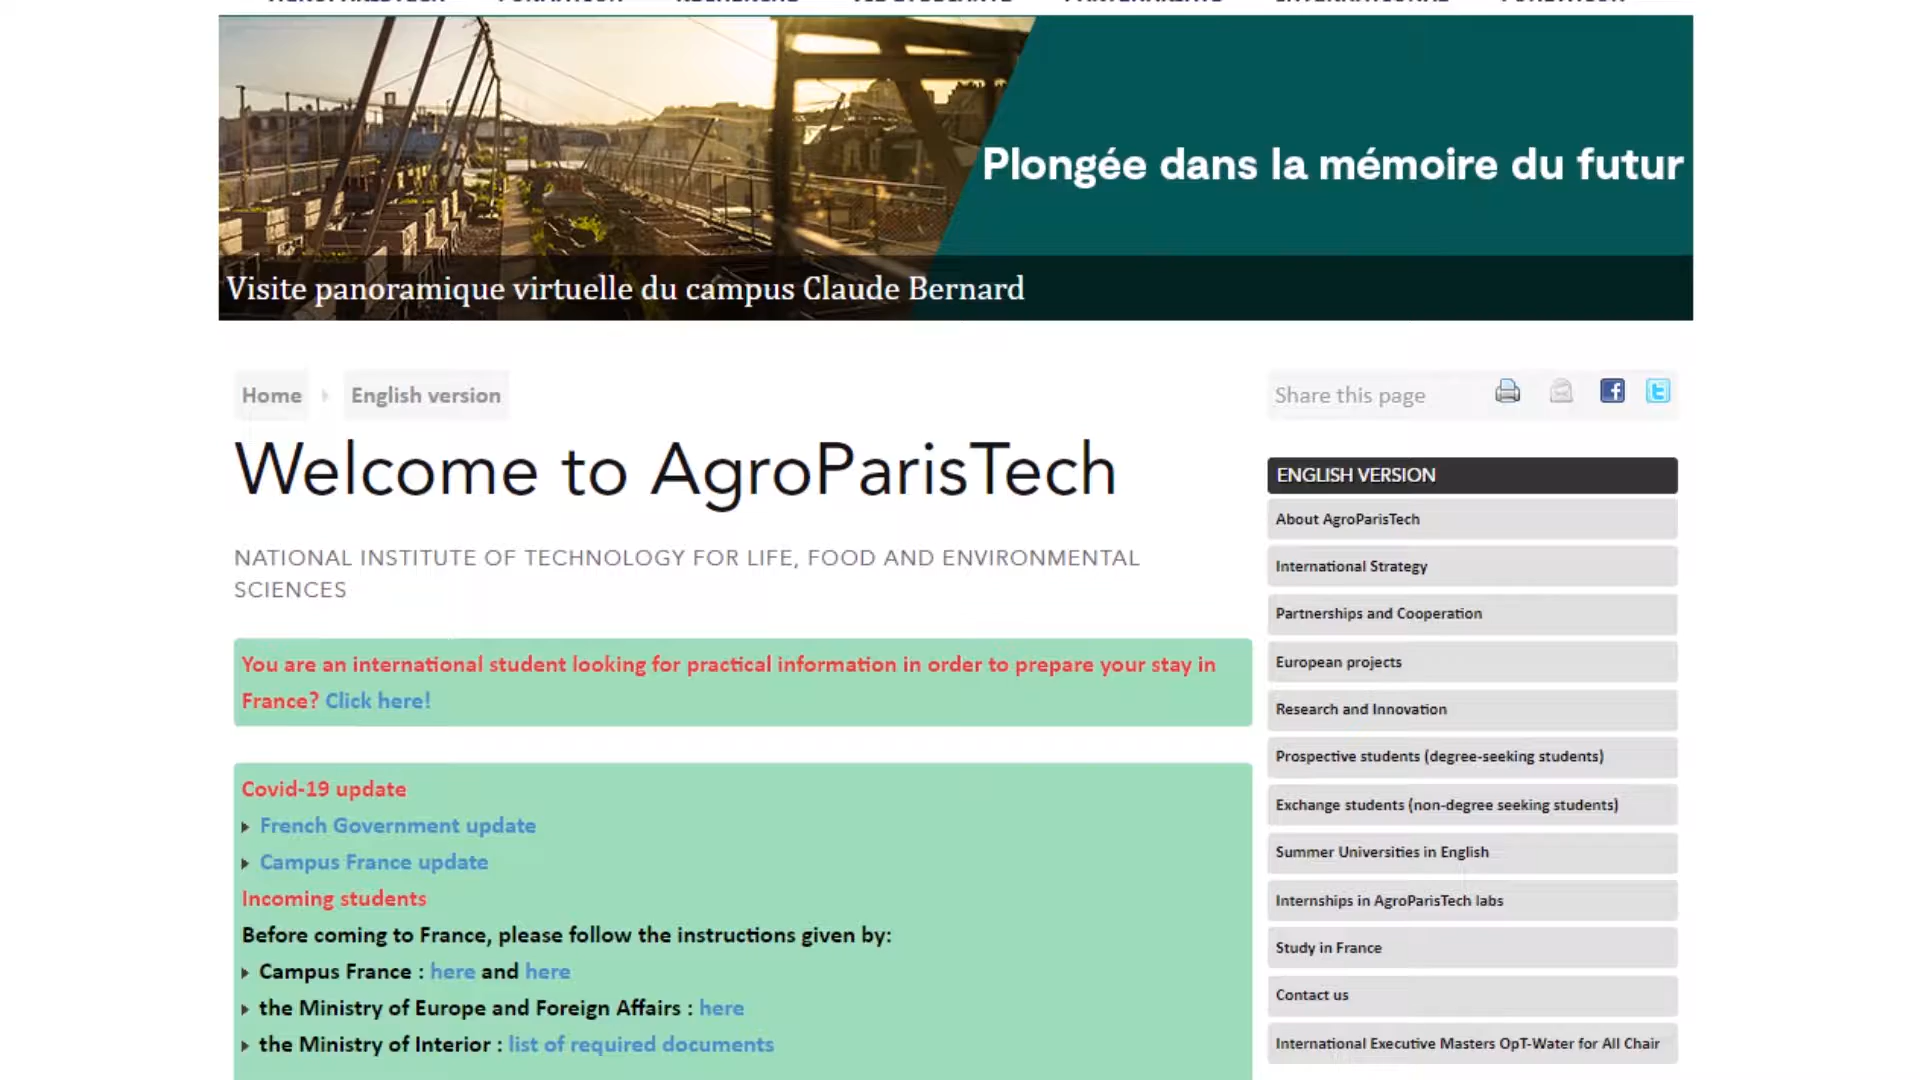 Plongée dans la mémoire du futur
Visite panoramique virtuelle du campus Claude Bernard
Home
English version
Share this page
Welcome to AgroParisTech
NATIONAL INSTITUTE OF TECHNOLOGY FOR LIFE, FOOD AND ENVIRONMENTAL
SCIENCES
You are an international student looking for practical information in order to prepare your stay in
France? Click here!
Covid-19 update
French Government update
Campus France update
Incoming students
Before coming to France, please follow the instructions given by:
Campus France : here and here
the Ministry of Europe and Foreign Affairs : here
the Ministry of Interior : list of required documents
ENGLISH VERSION
About AgroParisTech
International Strategy
Partnerships and Cooperation
European projects
Research and Innovation
Prospective students (degree-seeking students)
Exchange students (non-degree seeking students)
Summer Universities in English
Internships in AgroParisTech labs
Study in France
Contact us
International Executive Masters OpT-Water for All Chair